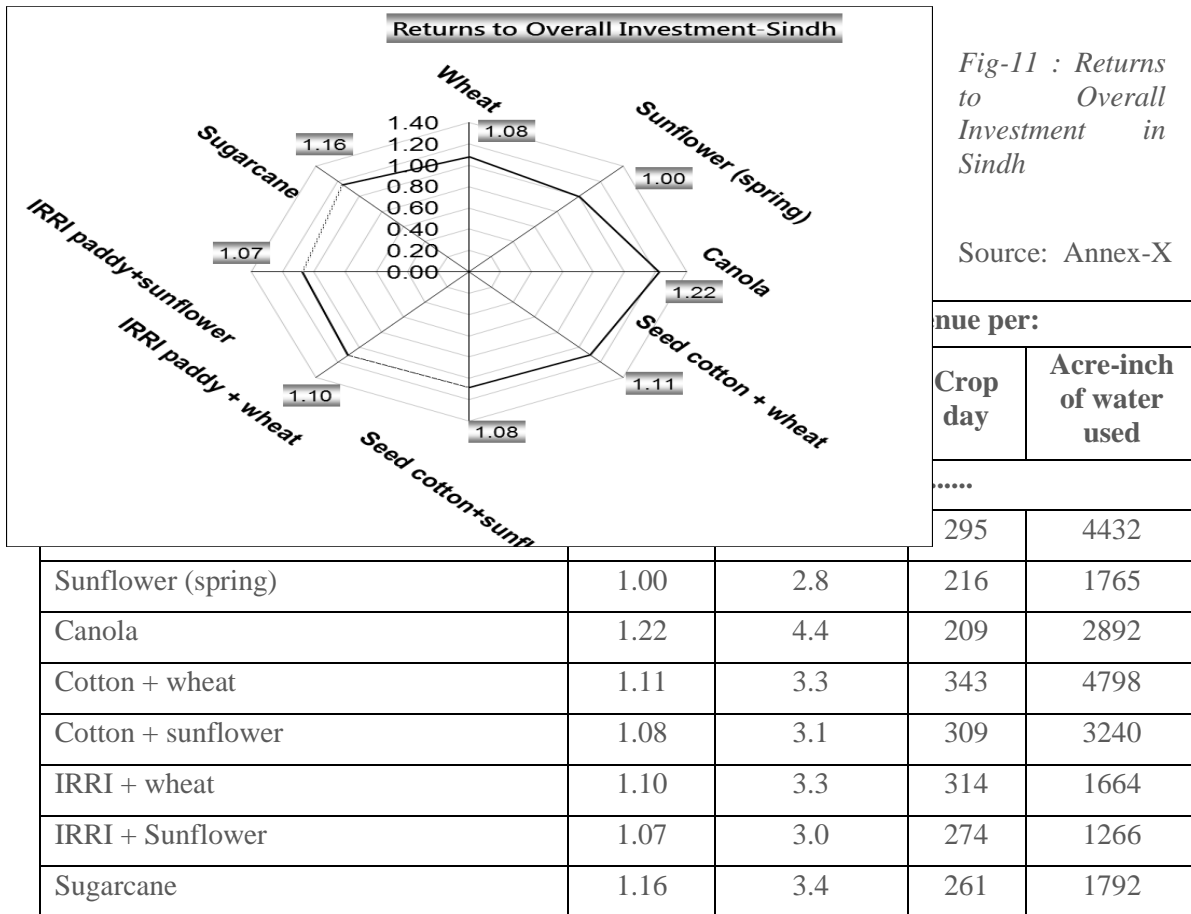 Returns to Overall Investment-Sindh
Wheat
Sunflower (spring)
Canola
Seed cotton + wheat
Seed cotton+sunfl
IRRI paddy + wheat
IRRI paddy+sunflower
Sugarcane
1.40
1.20
1.00
0.80
0.60
0.40
0.20
0.00
1.08
1.00
1.22
1.11
1.08
1.10
1.07
1.16
Fig-11 : Returns
to Overall
Investment in
Sindh
Source: Annex-X
nue per:
Crop
day
Acre-inch
of water
used
......
295 4432
Sunflower (spring) 1.00 2.8 216 1765
Canola 1.22 4.4 209 2892
Cotton + wheat 1.11 3.3 343 4798
Cotton + sunflower 1.08 3.1 309 3240
IRRI + wheat 1.10 3.3 314 1664
IRRI + Sunflower 1.07 3.0 274 1266
Sugarcane 1.16 3.4 261 1792